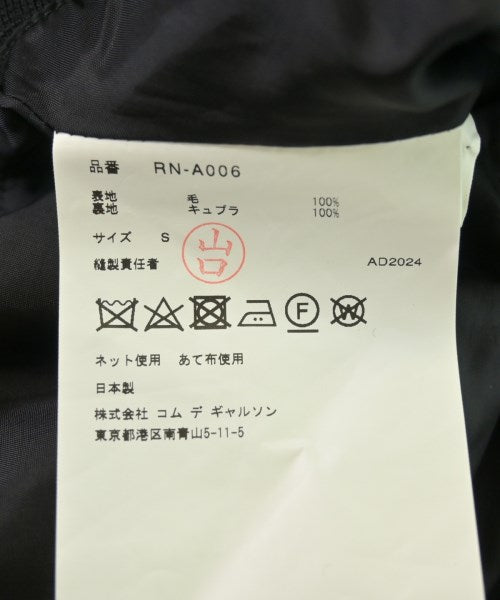 品番 RN-A006
表地 毛 100%
裏地 キュプラ 100%
サイズ S
山口
縫製責任者 AD2024
F W
ネット使用 あて布使用
日本製
株式会社 コム デ ギャルソン
東京都港区南青山5-11-5